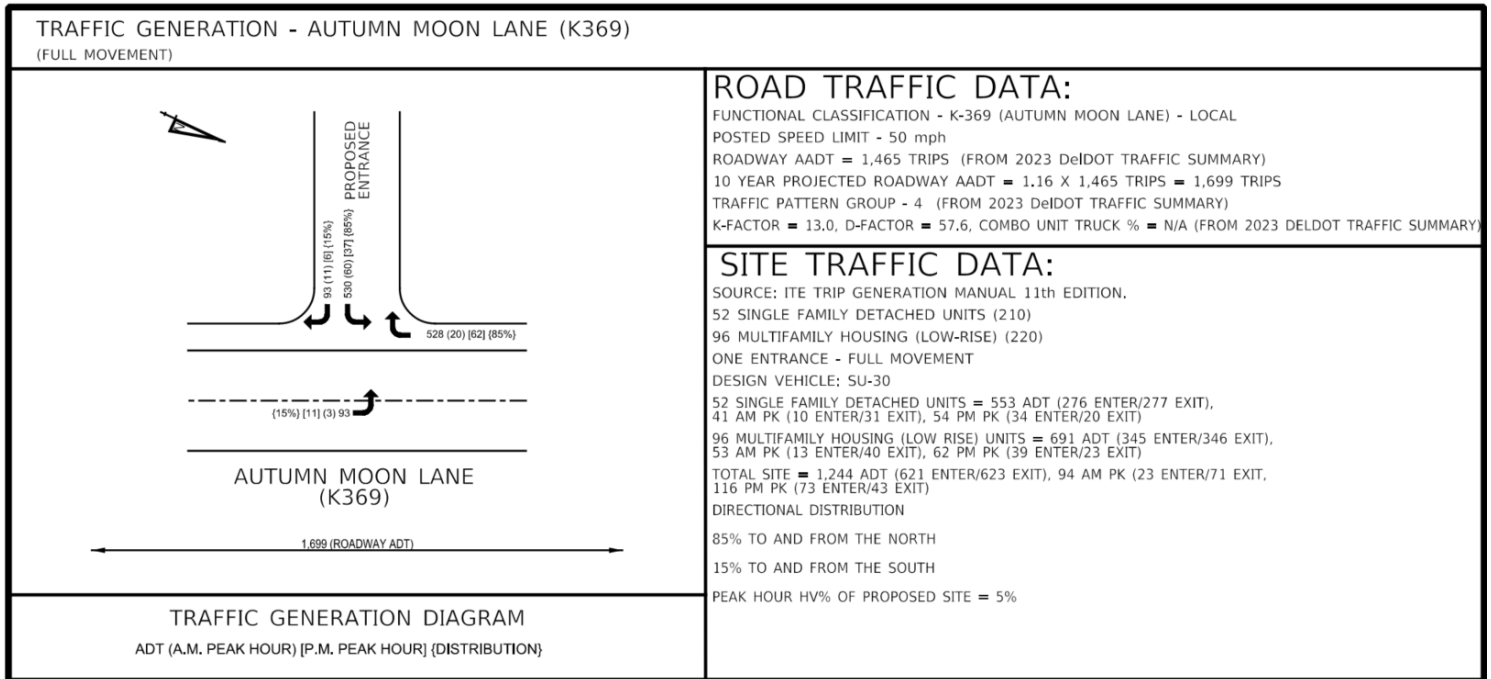 TRAFFIC GENERATION - AUTUMN MOON LANE (K369)
(FULL MOVEMENT)
N
PROPOSED
ENTRANCE
93 (11) [6] {15%}
530 (60) [37] {85%}
528 (20) [62] {85%}
{15%} [11] (3) 93
AUTUMN MOON LANE
(K369)
1,699 (ROADWAY ADT)
TRAFFIC GENERATION DIAGRAM
ADT (A.M. PEAK HOUR) [P.M. PEAK HOUR] {DISTRIBUTION}
ROAD TRAFFIC DATA:
FUNCTIONAL CLASSIFICATION - K-369 (AUTUMN MOON LANE) - LOCAL
POSTED SPEED LIMIT - 50 mph
ROADWAY AADT = 1,465 TRIPS (FROM 2023 DelDOT TRAFFIC SUMMARY)
10 YEAR PROJECTED ROADWAY AADT = 1.16 X 1,465 TRIPS = 1,699 TRIPS
TRAFFIC PATTERN GROUP - 4 (FROM 2023 DelDOT TRAFFIC SUMMARY)
K-FACTOR = 13.0, D-FACTOR = 57.6, COMBO UNIT TRUCK % = N/A (FROM 2023 DELDOT TRAFFIC SUMMARY)
SITE TRAFFIC DATA:
SOURCE: ITE TRIP GENERATION MANUAL 11th EDITION.
52 SINGLE FAMILY DETACHED UNITS (210)
96 MULTIFAMILY HOUSING (LOW-RISE) (220)
ONE ENTRANCE - FULL MOVEMENT
DESIGN VEHICLE: SU-30
52 SINGLE FAMILY DETACHED UNITS = 553 ADT (276 ENTER/277 EXIT),
41 AM PK (10 ENTER/31 EXIT), 54 PM PK (34 ENTER/20 EXIT)
96 MULTIFAMILY HOUSING (LOW RISE) UNITS = 691 ADT (345 ENTER/346 EXIT),
53 AM PK (13 ENTER/40 EXIT), 62 PM PK (39 ENTER/23 EXIT)
TOTAL SITE = 1,244 ADT (621 ENTER/623 EXIT), 94 AM PK (23 ENTER/71 EXIT,
116 PM PK (73 ENTER/43 EXIT)
DIRECTIONAL DISTRIBUTION
85% TO AND FROM THE NORTH
15% TO AND FROM THE SOUTH
PEAK HOUR HV% OF PROPOSED SITE = 5%